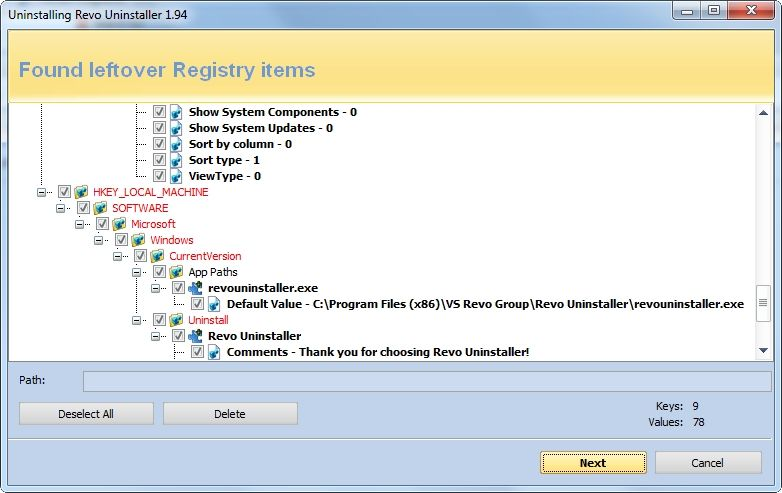 Uninstalling Revo Uninstaller 1.94
Found leftover Registry items
Show System Components - 0
Show System Updates - 0
Sort by column - 0
Sort type - 1
ViewType - 0
HKEY_LOCAL_MACHINE
SOFTWARE
Microsoft
Windows
CurrentVersion
App Paths
revouninstaller.exe
Default Value - C:\Program Files (x86)\VS Revo Group\Revo Uninstaller\revouninstaller.exe
Uninstall
Revo Uninstaller
Comments - Thank you for choosing Revo Uninstaller!
Path:
Deselect All
Delete
Keys: 9
Values: 78
Next
Cancel